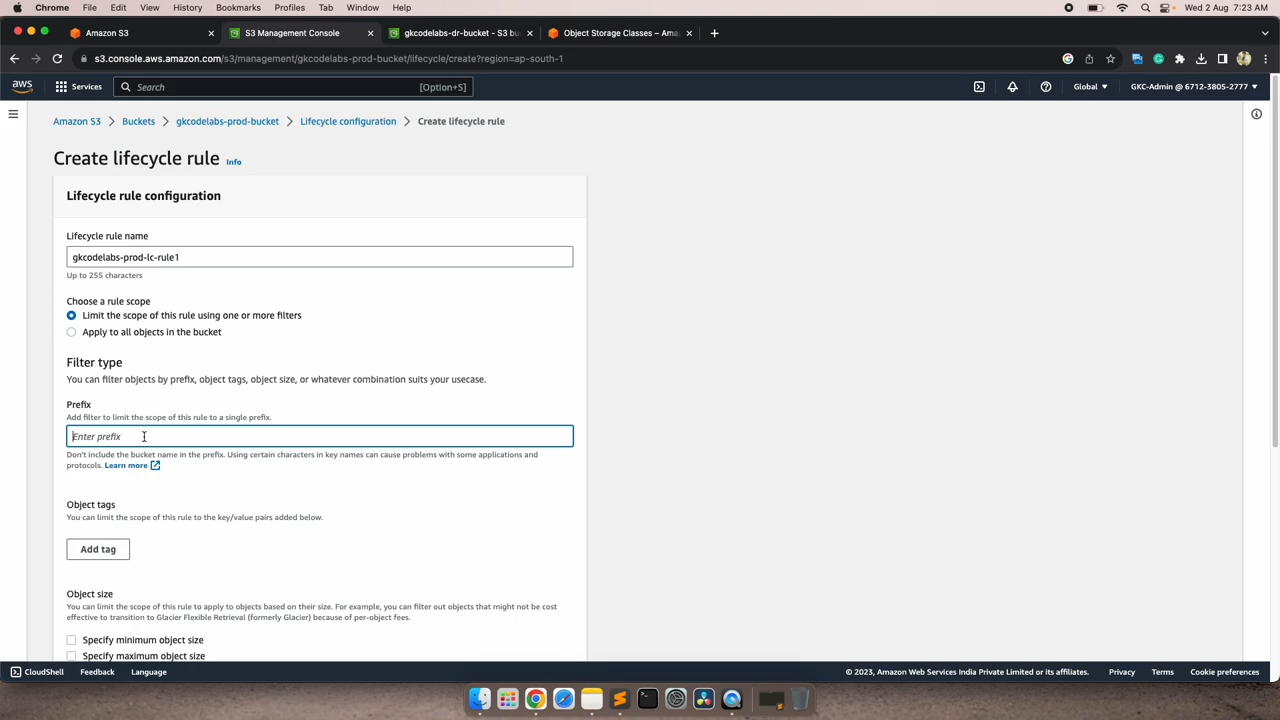 Chrome File Edit View History Bookmarks Profiles Tab Window Help Wed 2 Aug 7:23 AM
Amazon S3 S3 Management Console gkcodelabs-dr-bucket - S3 bu Object Storage Classes – Ama
s3.console.aws.amazon.com/s3/management/gkcodelabs-prod-bucket/lifecycle/create?region=ap-south-1
aws Services Search [Option+S] Global GKC-Admin @ 6712-3805-2777
Amazon S3 Buckets gkcodelabs-prod-bucket Lifecycle configuration Create lifecycle rule
Create lifecycle rule Info
Lifecycle rule configuration
Lifecycle rule name
gkcodelabs-prod-lc-rule1
Up to 255 characters
Choose a rule scope
Limit the scope of this rule using one or more filters
Apply to all objects in the bucket
Filter type
You can filter objects by prefix, object tags, object size, or whatever combination suits your usecase.
Prefix
Add filter to limit the scope of this rule to a single prefix.
Enter prefix
Don't include the bucket name in the prefix. Using certain characters in key names can cause problems with some applications and
protocols. Learn more
Object tags
You can limit the scope of this rule to the key/value pairs added below.
Add tag
Object size
You can limit the scope of this rule to apply to objects based on their size. For example, you can filter out objects that might not be cost
effective to transition to Glacier Flexible Retrieval (formerly Glacier) because of per-object fees.
Specify minimum object size
Specify maximum object size
CloudShell Feedback Language © 2023, Amazon Web Services India Private Limited or its affiliates. Privacy Terms Cookie preferences